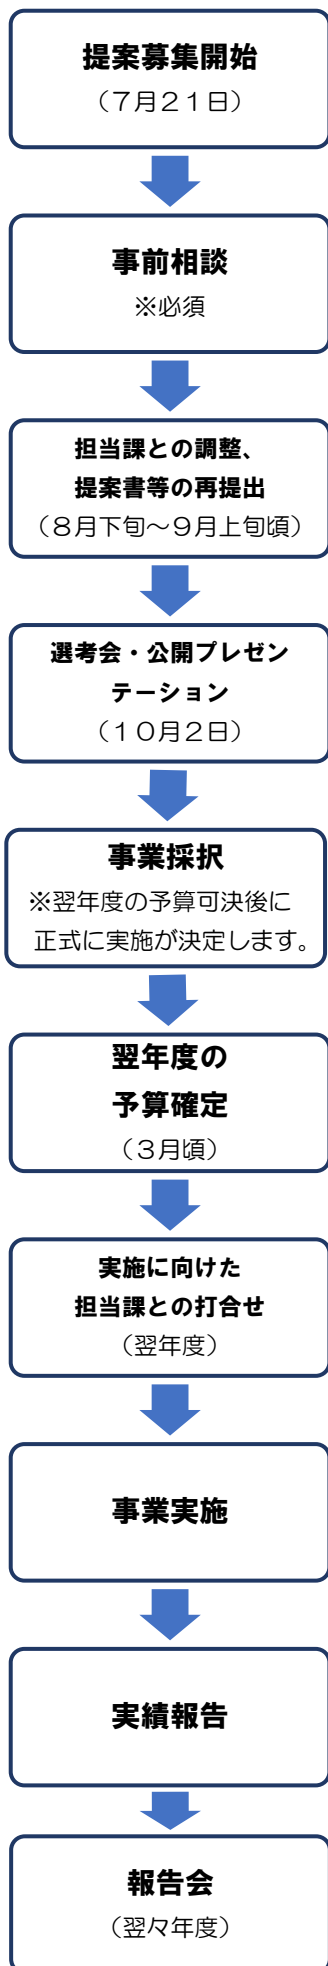 提案募集開始
（７月２１日）
事前相談
※必須
担当課との調整、
提案書等の再提出
（８月下旬～９月上旬頃）
選考会・公開プレゼン
テーション
（１０月２日）
事業採択
※翌年度の予算可決後に
正式に実施が決定します。
翌年度の
予算確定
（３月頃）
実施に向けた
担当課との打合せ
（翌年度）
事業実施
実績報告
報告会
（翌々年度）